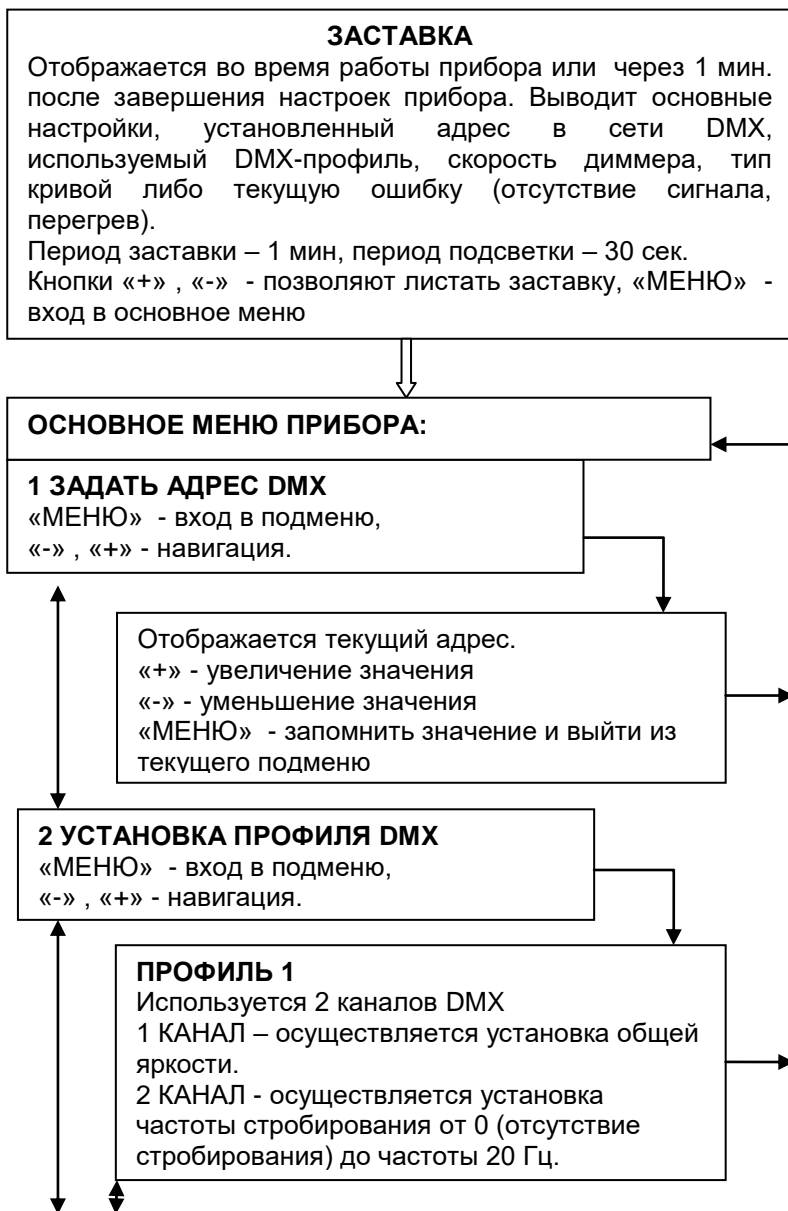 ЗАСТАВКА
Отображается во время работы прибора или через 1 мин.
после завершения настроек прибора. Выводит основные
настройки, установленный адрес в сети DMX,
используемый DMX-профиль, скорость диммера, тип
кривой либо текущую ошибку (отсутствие сигнала,
перегрев).
Период заставки – 1 мин, период подсветки – 30 сек.
Кнопки «+» , «-» - позволяют листать заставку, «МЕНЮ» -
вход в основное меню
ОСНОВНОЕ МЕНЮ ПРИБОРА:
1 ЗАДАТЬ АДРЕС DMX
«МЕНЮ» - вход в подменю,
«-» , «+» - навигация.
Отображается текущий адрес.
«+» - увеличение значения
«-» - уменьшение значения
«МЕНЮ» - запомнить значение и выйти из
текущего подменю
2 УСТАНОВКА ПРОФИЛЯ DMX
«МЕНЮ» - вход в подменю,
«-» , «+» - навигация.
ПРОФИЛЬ 1
Используется 2 каналов DMX
1 КАНАЛ – осуществляется установка общей
яркости.
2 КАНАЛ - осуществляется установка
частоты стробирования от 0 (отсутствие
стробирования) до частоты 20 Гц.